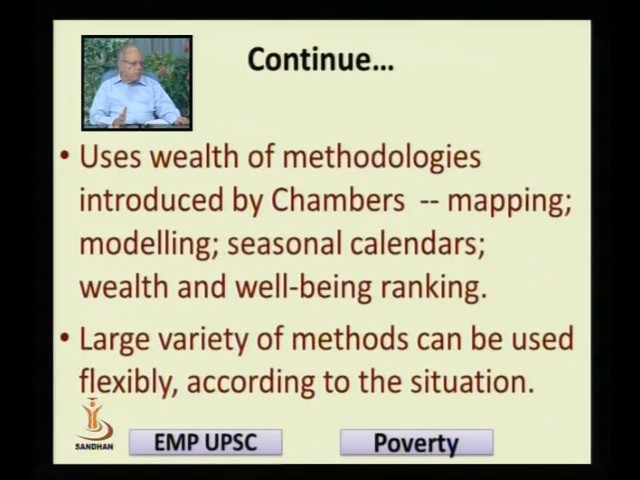 Continue...
• Uses wealth of methodologies
introduced by Chambers -- mapping;
modelling; seasonal calendars;
wealth and well-being ranking.
• Large variety of methods can be used
flexibly, according to the situation.
SANDHAN
EMP UPSC
Poverty